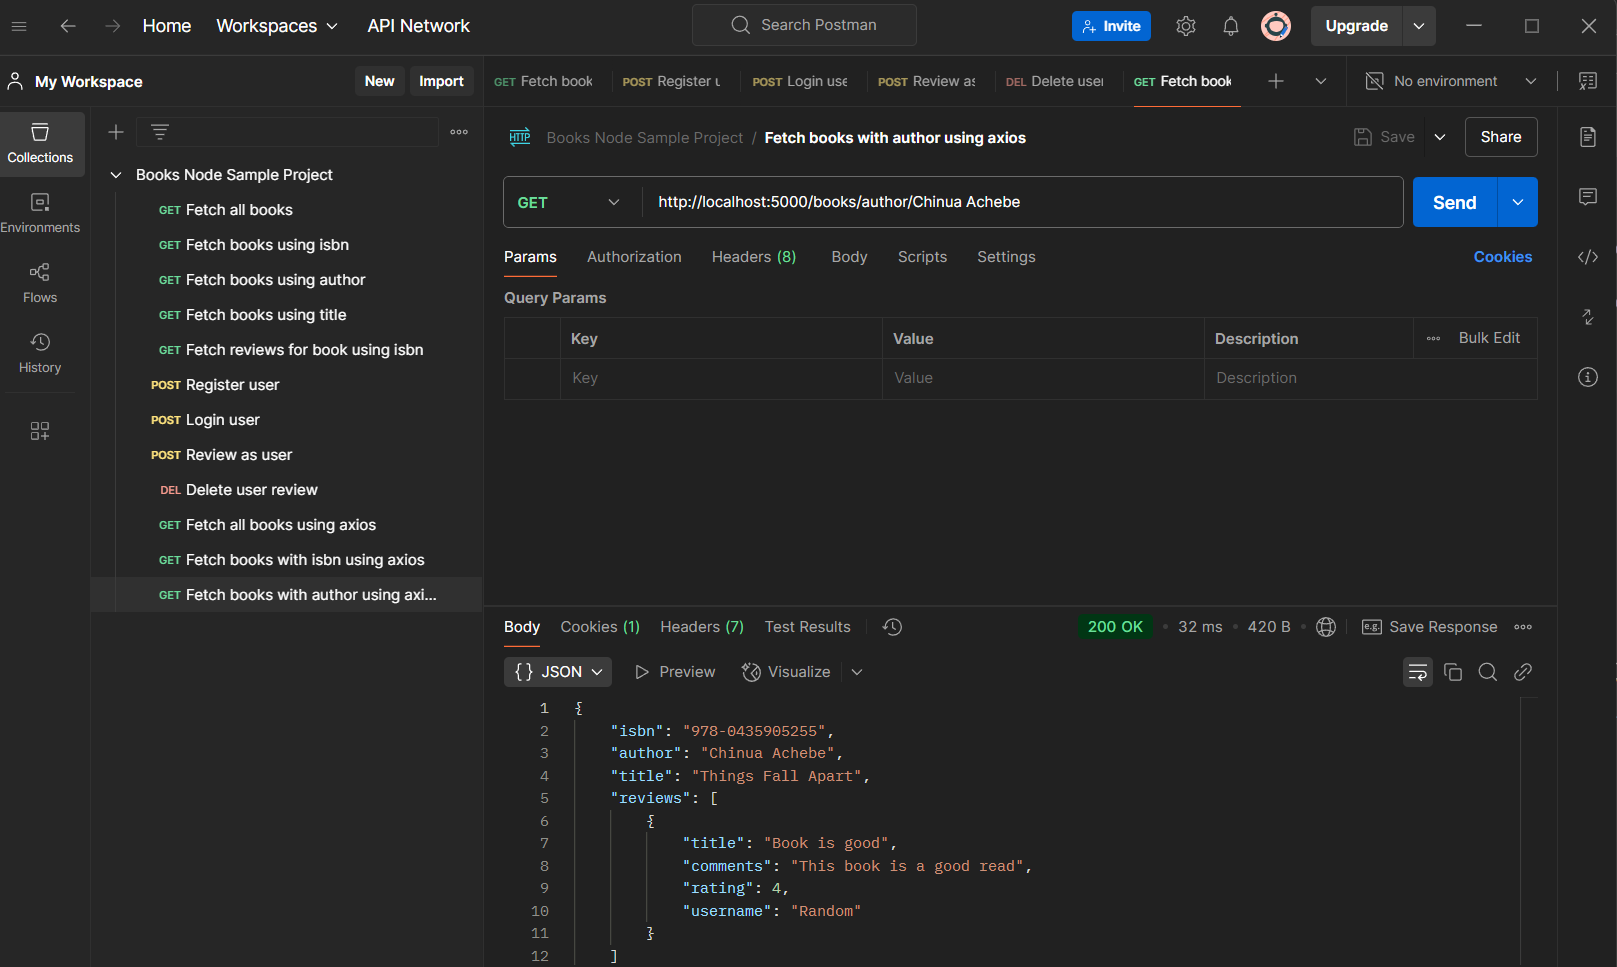 Home Workspaces API Network Search Postman Invite Upgrade
My Workspace New Import GET Fetch book POST Register u POST Login use POST Review as DEL Delete user GET Fetch book No environment
Collections
Environments
Flows
History
Books Node Sample Project
GET Fetch all books
GET Fetch books using isbn
GET Fetch books using author
GET Fetch books using title
GET Fetch reviews for book using isbn
POST Register user
POST Login user
POST Review as user
DEL Delete user review
GET Fetch all books using axios
GET Fetch books with isbn using axios
GET Fetch books with author using axi...
HTTP Books Node Sample Project / Fetch books with author using axios Save Share
GET http://localhost:5000/books/author/Chinua Achebe Send
Params Authorization Headers (8) Body Scripts Settings Cookies
Query Params
Key Value Description Bulk Edit
Key Value Description
Body Cookies (1) Headers (7) Test Results 200 OK 32 ms 420 B e.g. Save Response
{} JSON Preview Visualize
1 {
2 "isbn": "978-0435905255",
3 "author": "Chinua Achebe",
4 "title": "Things Fall Apart",
5 "reviews": [
6 {
7 "title": "Book is good",
8 "comments": "This book is a good read",
9 "rating": 4,
10 "username": "Random"
11 }
12 ]